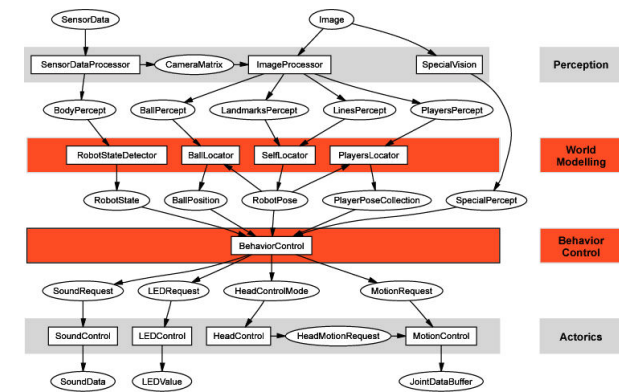 SensorData
Image
SensorDataProcessor
CameraMatrix
ImageProcessor
SpecialVision
Perception
BodyPercept
BallPercept
LandmarksPercept
LinesPercept
PlayersPercept
RobotStateDetector
BallLocator
SelfLocator
PlayersLocator
World
Modelling
RobotState
BallPosition
RobotPose
PlayerPoseCollection
SpecialPercept
BehaviorControl
Behavior
Control
SoundRequest
LEDRequest
HeadControlMode
MotionRequest
SoundControl
LEDControl
HeadControl
HeadMotionRequest
MotionControl
Actorics
SoundData
LEDValue
JointDataBuffer